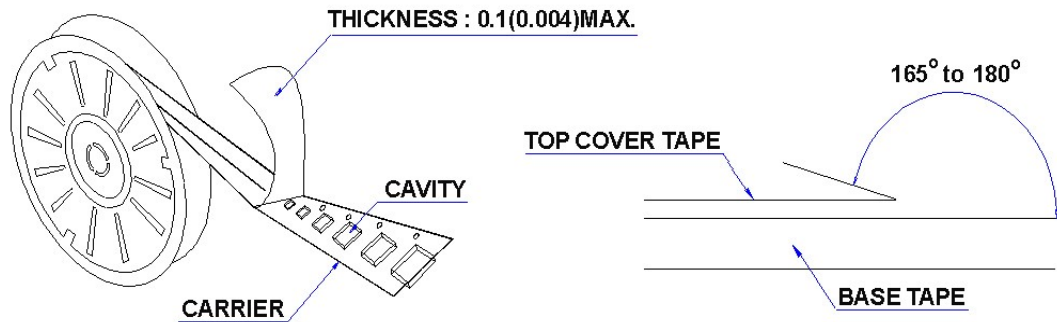 THICKNESS : 0.1(0.004)MAX.
165° to 180°
TOP COVER TAPE
CAVITY
CARRIER
BASE TAPE